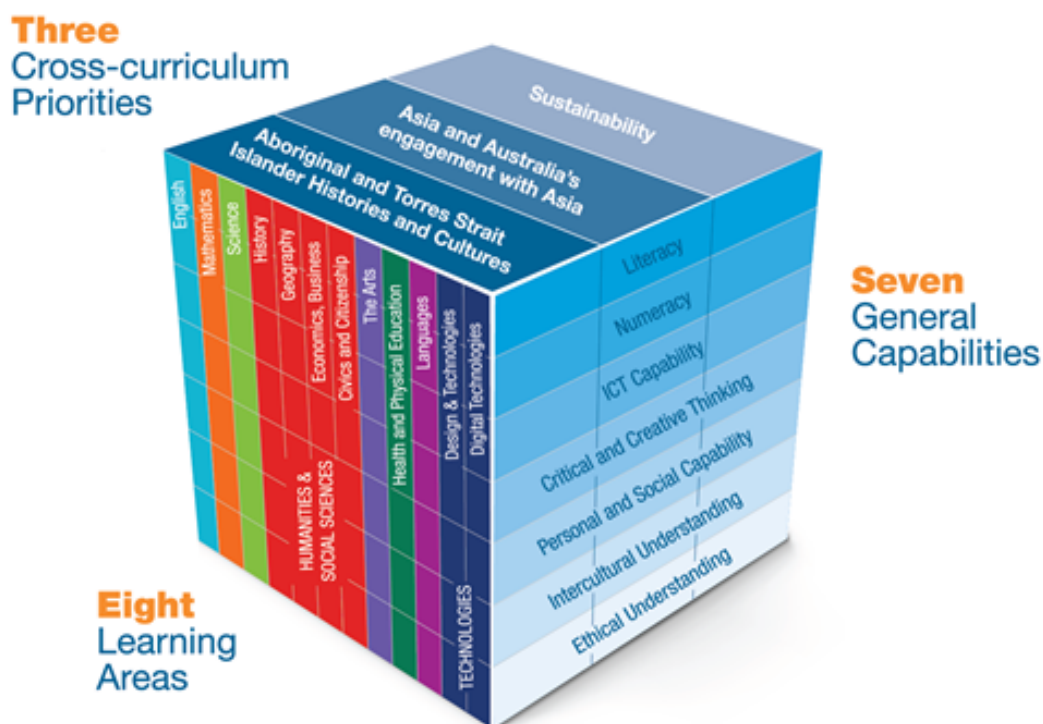 Three
Cross-curriculum
Priorities
Sustainability
Asia and Australia's
engagement with Asia
Aboriginal and Torres Strait
Islander Histories and Cultures
English
Mathematics
Science
History
Geography
Economics, Business
Civics and Citizenship
HUMANITIES &
SOCIAL SCIENCES
The Arts
Health and Physical Education
Languages
Design & Technologies
Digital Technologies
TECHNOLOGIES
Literacy
Numeracy
ICT Capability
Critical and Creative Thinking
Personal and Social Capability
Intercultural Understanding
Ethical Understanding
Seven
General
Capabilities
Eight
Learning
Areas